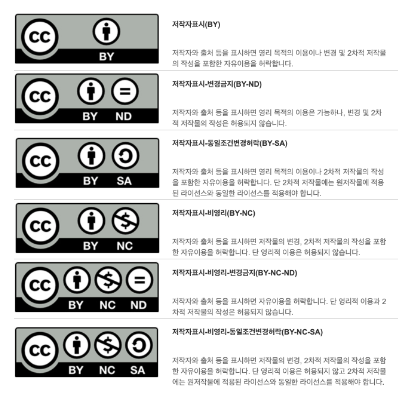 저작자표시(BY)
cc
BY
저작자와 출처 등을 표시하면 영리 목적의 이용이나 변경 및 2차적 저작물
의 작성을 포함한 자유이용을 허락합니다.
저작자표시-변경금지(BY-ND)
cc
BY ND
저작자와 출처 등을 표시하면 영리 목적의 이용은 가능하나, 변경 및 2차
적 저작물의 작성은 허용되지 않습니다.
저작자표시-동일조건변경허락(BY-SA)
cc
BY SA
저작자와 출처 등을 표시하면 영리 목적의 이용이나 2차적 저작물의 작성
을 포함한 자유이용을 허락합니다. 단 2차적 저작물에는 원저작물에 적용
된 라이선스와 동일한 라이선스를 적용해야 합니다.
저작자표시-비영리(BY-NC)
cc
BY NC
저작자와 출처 등을 표시하면 저작물의 변경, 2차적 저작물의 작성을 포함
한 자유이용을 허락합니다. 단 영리적 이용은 허용되지 않습니다.
저작자표시-비영리-변경금지(BY-NC-ND)
cc
BY NC ND
저작자와 출처 등을 표시하면 자유이용을 허락합니다. 단 영리적 이용과 2
차적 저작물의 작성은 허용되지 않습니다.
저작자표시-비영리-동일조건변경허락(BY-NC-SA)
cc
BY NC SA
저작자와 출처 등을 표시하면 저작물의 변경, 2차적 저작물의 작성을 포함
한 자유이용을 허락합니다. 단 영리적 이용은 허용되지 않고 2차적 저작물
에는 원저작물에 적용된 라이선스와 동일한 라이선스를 적용해야 합니다.